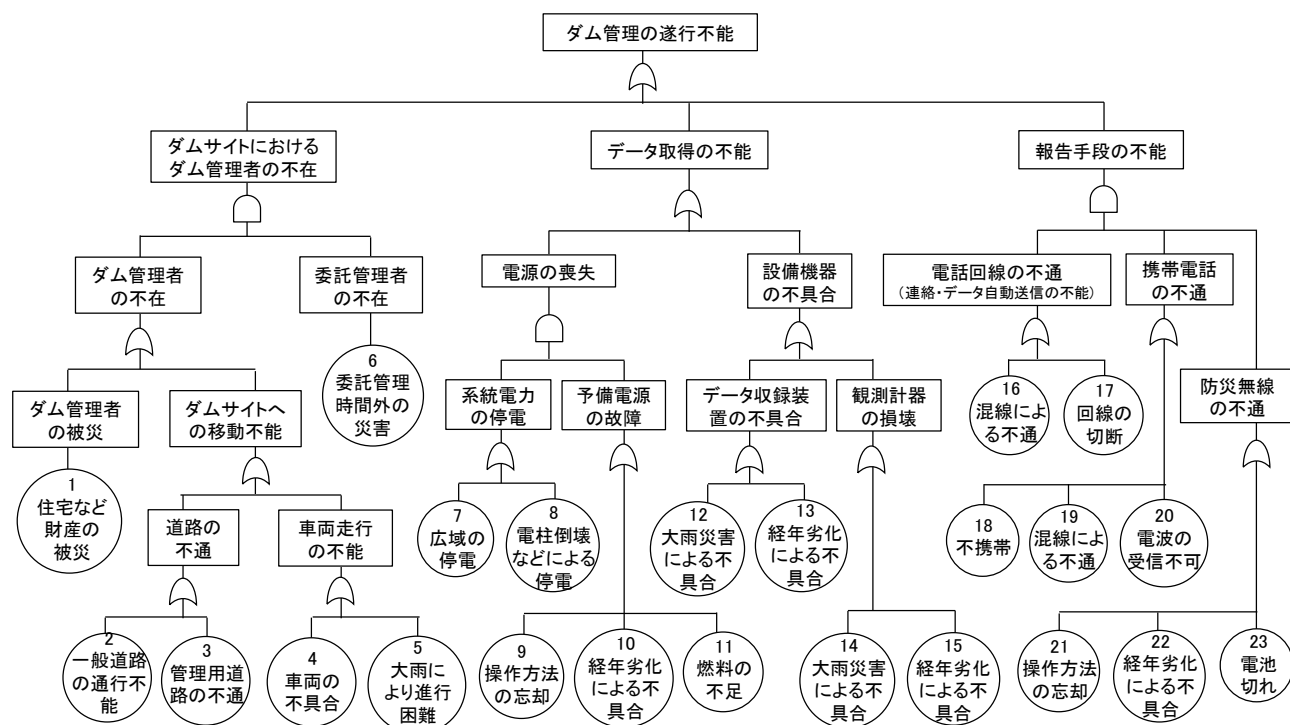 ダム管理の遂行不能
ダムサイトにおける
ダム管理者の不在
データ取得の不能
報告手段の不能
ダム管理者
の不在
委託管理者
の不在
電源の喪失
設備機器
の不具合
電話回線の不通
(連絡・データ自動送信の不能)
携帯電話
の不通
6
委託管理
時間外の
災害
ダム管理者
の被災
ダムサイトへ
の移動不能
系統電力
の停電
予備電源
の故障
データ収録装
置の不具合
観測計器
の損壊
16
混線によ
る不通
17
回線の
切断
防災無線
の不通
1
住宅など
財産の
被災
道路の
不通
車両走行
の不能
7
広域の
停電
8
電柱倒壊
などによる
停電
12
大雨災害
による不
具合
13
経年劣化
による不
具合
18
不携帯
19
混線によ
る不通
20
電波の
受信不可
2
一般道路
の通行不
能
3
管理用道
路の不通
4
車両の
不具合
5
大雨に
より進行
困難
9
操作方法
の忘却
10
経年劣化
による不
具合
11
燃料の
不足
14
大雨災害
による不
具合
15
経年劣化
による不
具合
21
操作方法
の忘却
22
経年劣化
による不
具合
23
電池
切れ